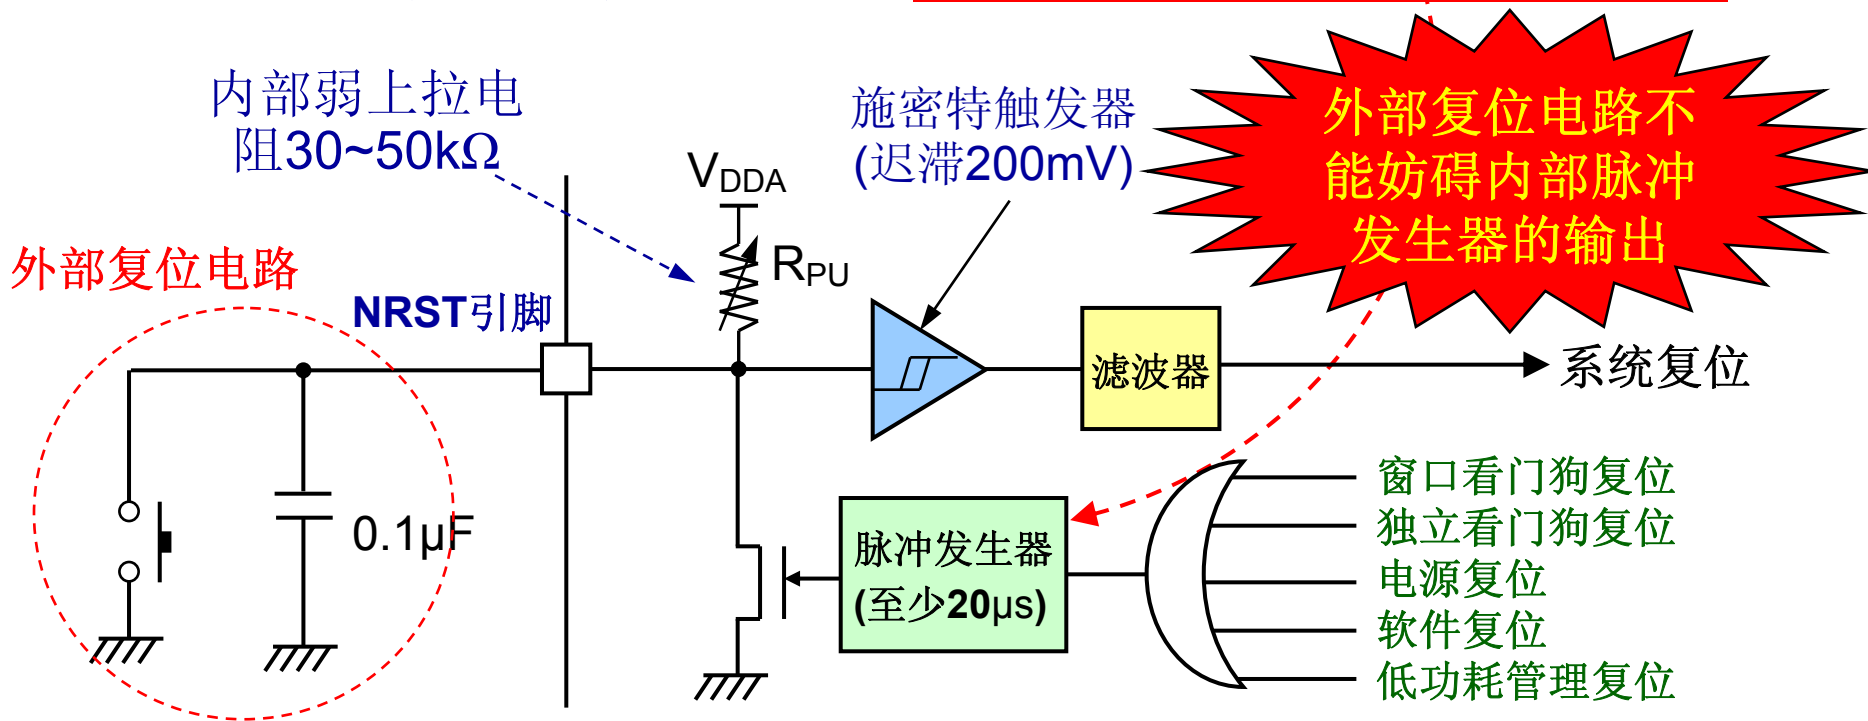 内部弱上拉电
阻30~50kΩ
施密特触发器
(迟滞200mV)
外部复位电路不
能妨碍内部脉冲
发生器的输出
VDDA
RPU
外部复位电路
NRST引脚
滤波器
系统复位
0.1μF
脉冲发生器
(至少20μs)
窗口看门狗复位
独立看门狗复位
电源复位
软件复位
低功耗管理复位